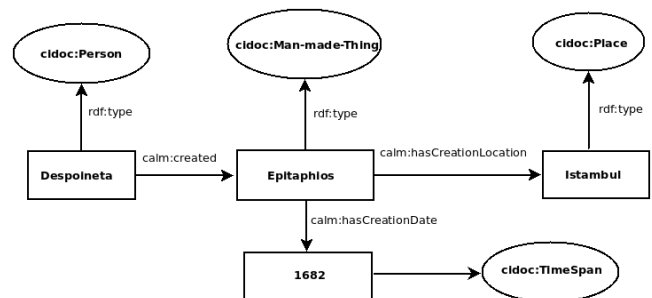 cidoc:Person
cidoc:Man-made-Thing
cidoc:Place
rdf:type
rdf:type
rdf:type
Despoineta
calm:created
Epitaphios
calm:hasCreationLocation
Istambul
calm:hasCreationDate
1682
cidoc:TImeSpan